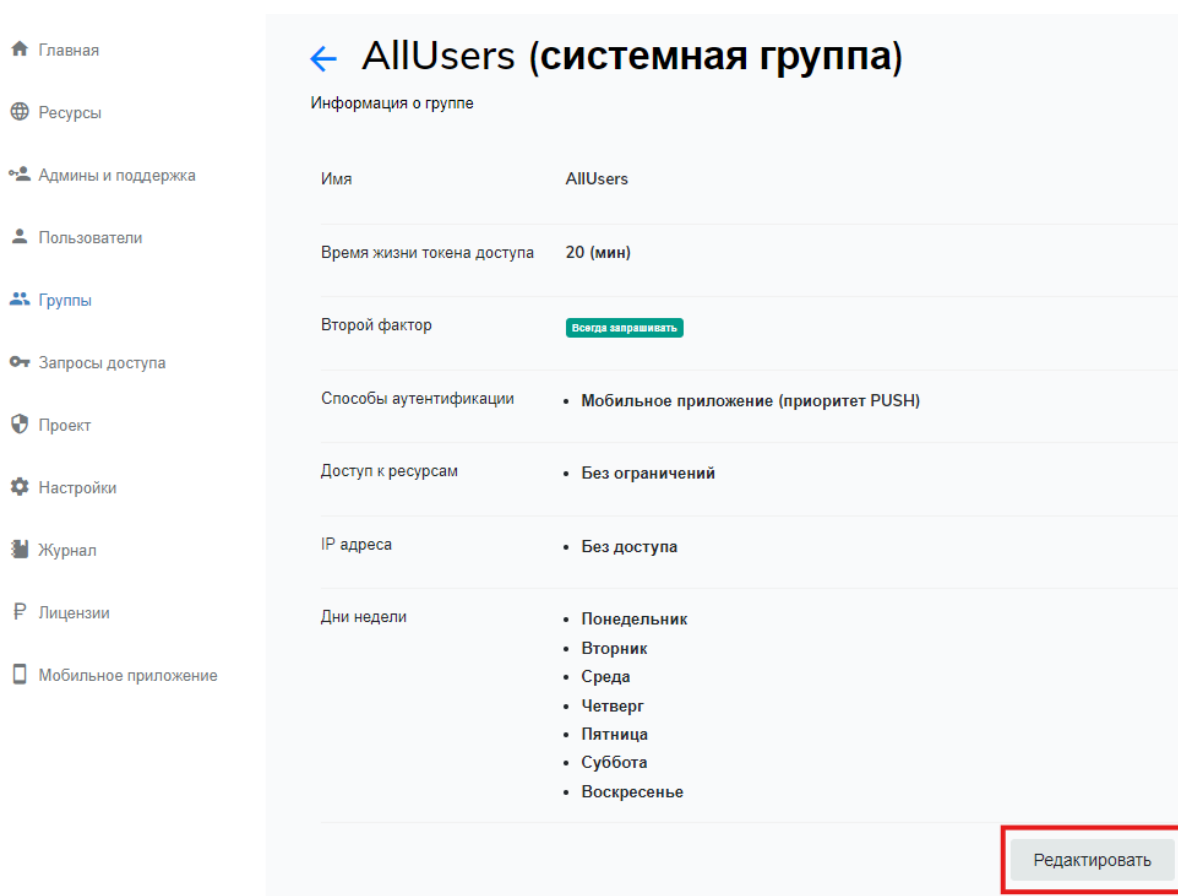 Главная
Ресурсы
Админы и поддержка
Пользователи
Группы
Запросы доступа
Проект
Настройки
Журнал
Лицензии
Мобильное приложение
AllUsers (системная группа)
Информация о группе
Имя AllUsers
Время жизни токена доступа 20 (мин)
Второй фактор Всегда запрашивать
Способы аутентификации • Мобильное приложение (приоритет PUSH)
Доступ к ресурсам • Без ограничений
IP адреса • Без доступа
Дни недели • Понедельник
• Вторник
• Среда
• Четверг
• Пятница
• Суббота
• Воскресенье
Редактировать